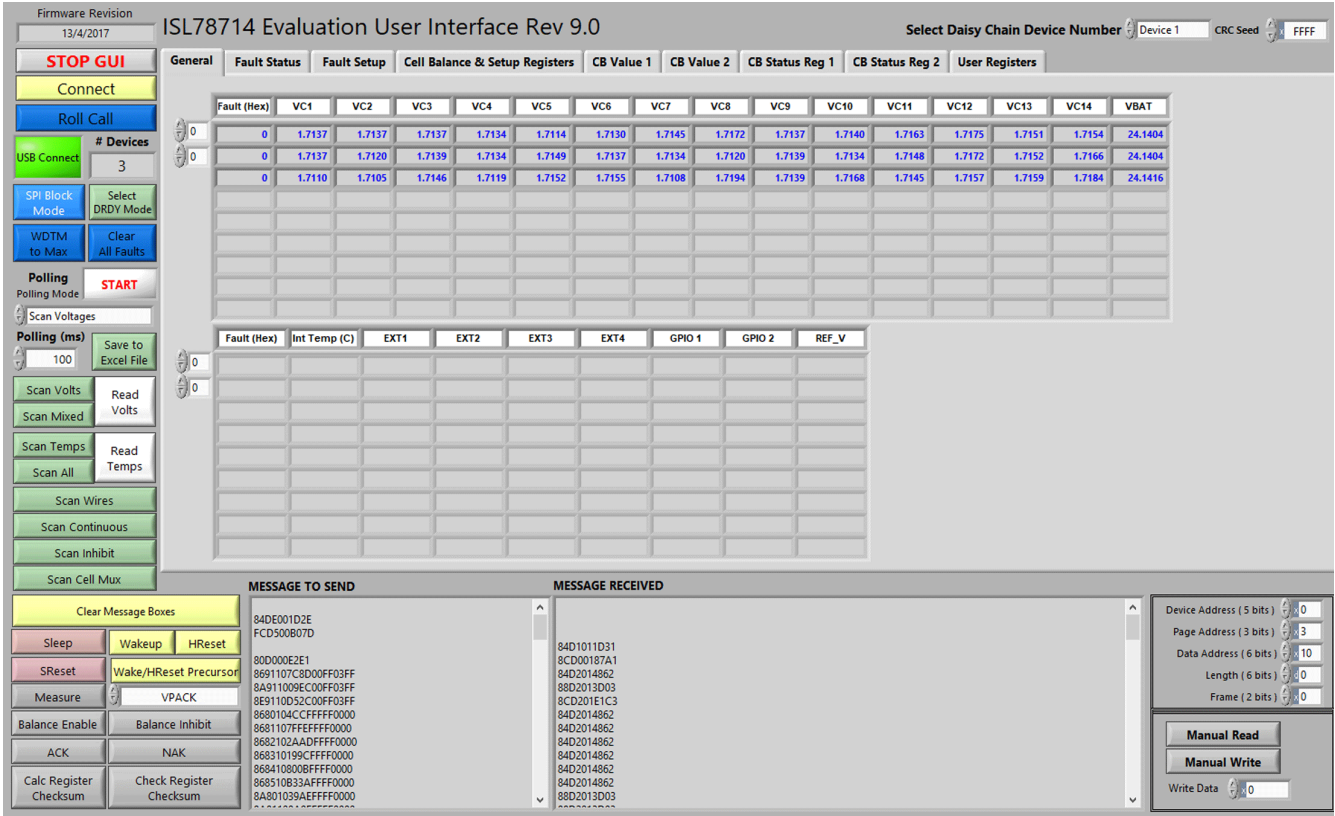 Firmware Revision
13/4/2017
ISL78714 Evaluation User Interface Rev 9.0
Select Daisy Chain Device Number Device 1 CRC Seed x FFFF
STOP GUI
Connect
Roll Call
USB Connect
# Devices
3
SPI Block Mode
Select DRDY Mode
WDTM to Max
Clear All Faults
Polling
Polling Mode
START
Scan Voltages
Polling (ms)
100
Save to Excel File
Scan Volts
Scan Mixed
Read Volts
Scan Temps
Scan All
Read Temps
Scan Wires
Scan Continuous
Scan Inhibit
Scan Cell Mux
General Fault Status Fault Setup Cell Balance & Setup Registers CB Value 1 CB Value 2 CB Status Reg 1 CB Status Reg 2 User Registers
Fault (Hex) VC1 VC2 VC3 VC4 VC5 VC6 VC7 VC8 VC9 VC10 VC11 VC12 VC13 VC14 VBAT
0 0 1.7137 1.7137 1.7137 1.7134 1.7114 1.7130 1.7145 1.7172 1.7137 1.7140 1.7163 1.7175 1.7151 1.7154 24.1404
0 0 1.7137 1.7120 1.7139 1.7134 1.7149 1.7137 1.7134 1.7120 1.7139 1.7134 1.7148 1.7172 1.7152 1.7166 24.1404
0 1.7110 1.7105 1.7146 1.7119 1.7152 1.7155 1.7108 1.7194 1.7139 1.7168 1.7145 1.7157 1.7159 1.7184 24.1416
Fault (Hex) Int Temp (C) EXT1 EXT2 EXT3 EXT4 GPIO 1 GPIO 2 REF_V
0
0
Clear Message Boxes
Sleep Wakeup HReset
SReset Wake/HReset Precursor
Measure VPACK
Balance Enable Balance Inhibit
ACK NAK
Calc Register Checksum
Check Register Checksum
MESSAGE TO SEND
84DE001D2E
FCD500B07D
80D000E2E1
8691107C8D00FF03FF
8A911009EC00FF03FF
8E9110D52C00FF03FF
8680104CCFFFFF0000
8681107FFEFFFF0000
8682102AADFFFF0000
868310199CFFFF0000
868410800BFFFF0000
868510B33AFFFF0000
8A801039AEFFFF0000
MESSAGE RECEIVED
84D1011D31
8CD00187A1
84D2014862
88D2013D03
8CD201E1C3
84D2014862
84D2014862
84D2014862
84D2014862
84D2014862
84D2014862
88D2013D03
Device Address ( 5 bits ) x 0
Page Address ( 3 bits ) x 3
Data Address ( 6 bits ) x 10
Length ( 6 bits ) d 0
Frame ( 2 bits ) x 0
Manual Read
Manual Write
Write Data x 0